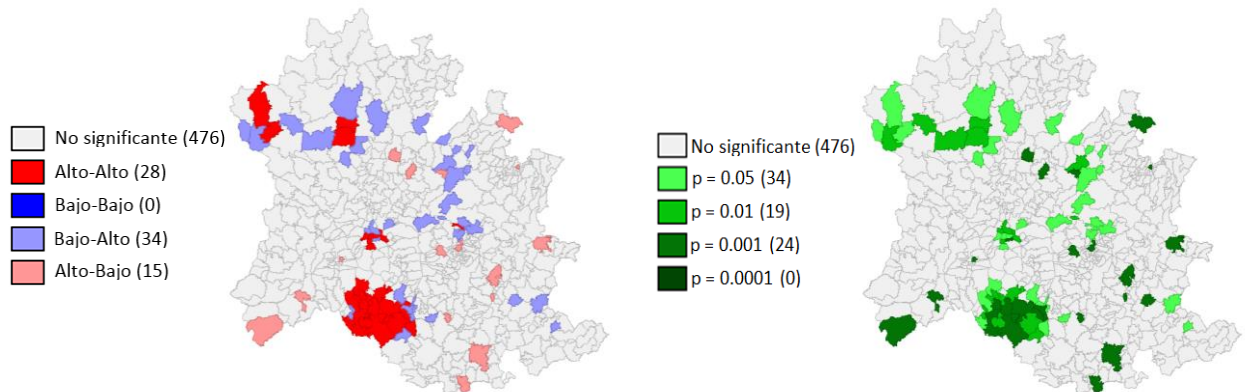 No significante (476)
Alto-Alto (28)
Bajo-Bajo (0)
Bajo-Alto (34)
Alto-Bajo (15)
No significante (476)
p = 0.05 (34)
p = 0.01 (19)
p = 0.001 (24)
p = 0.0001 (0)